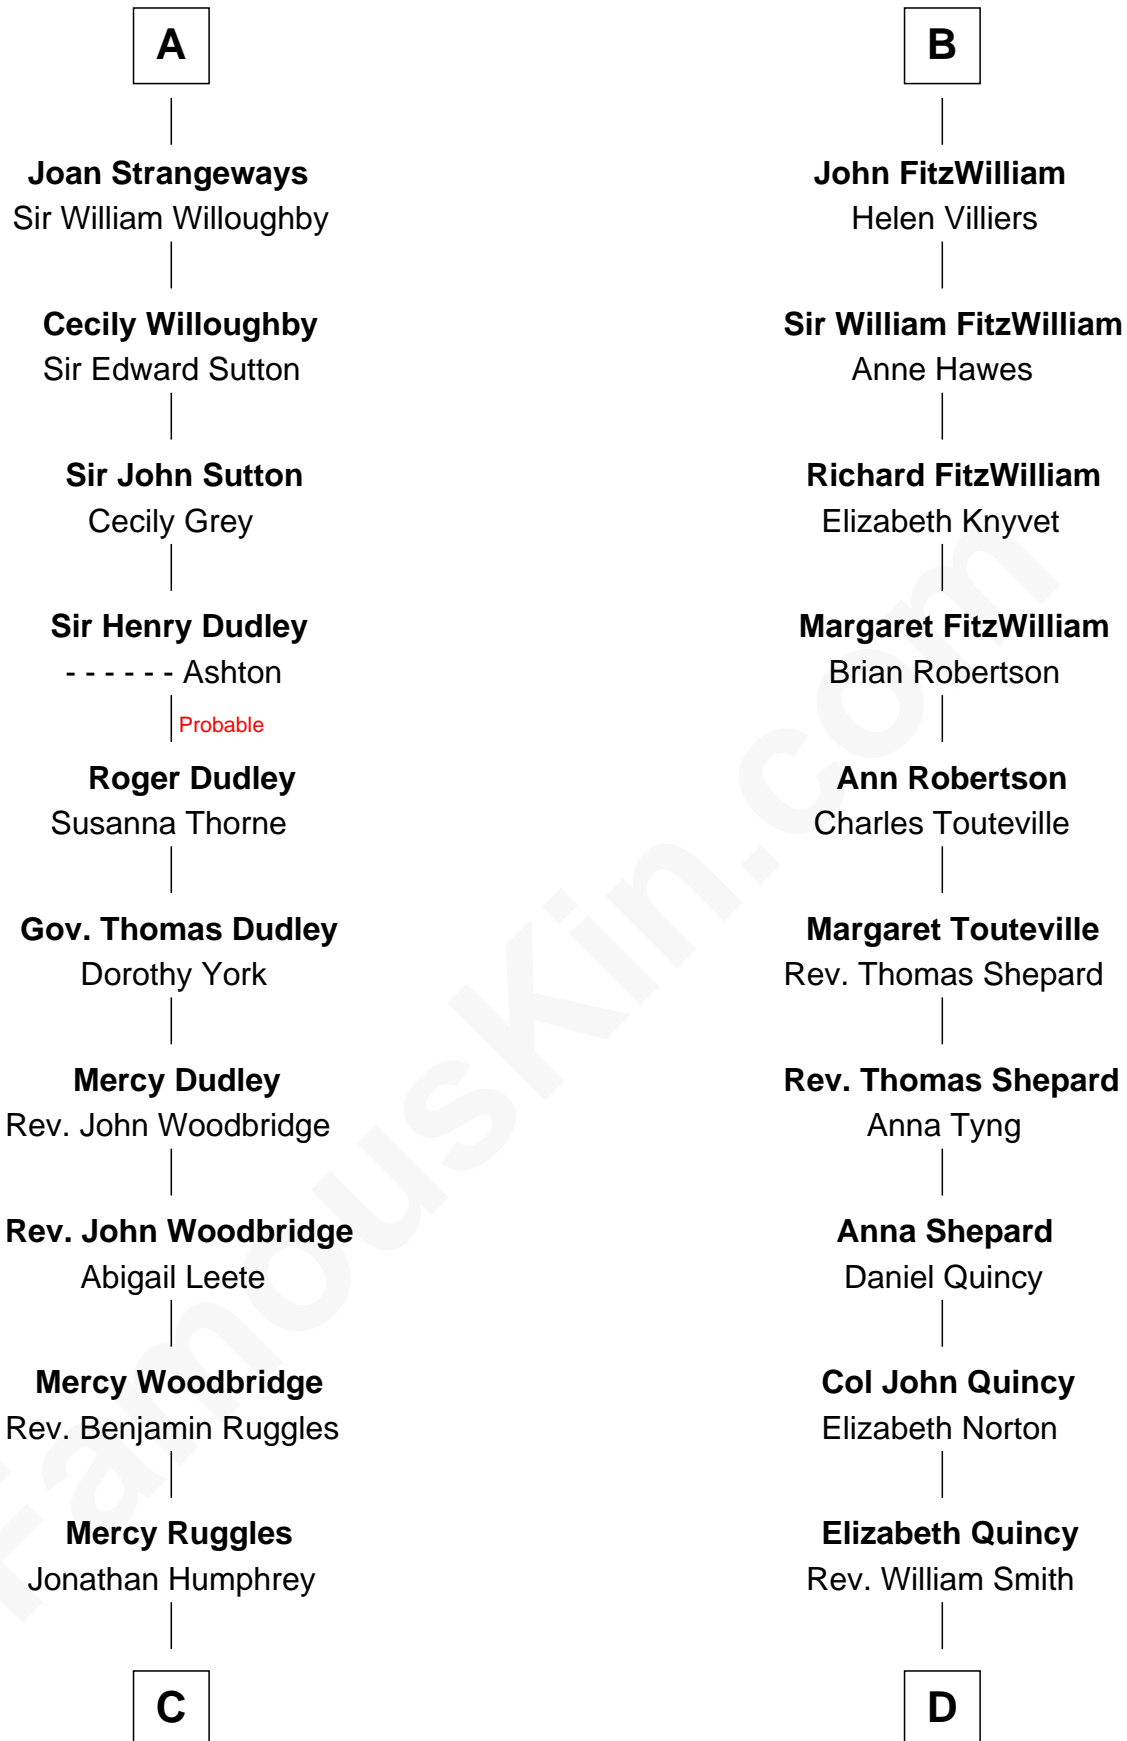 A
Joan Strangeways
Sir William Willoughby
Cecily Willoughby
Sir Edward Sutton
Sir John Sutton
Cecily Grey
Sir Henry Dudley
- - - - - - Ashton
Probable
Roger Dudley
Susanna Thorne
Gov. Thomas Dudley
Dorothy York
Mercy Dudley
Rev. John Woodbridge
Rev. John Woodbridge
Abigail Leete
Mercy Woodbridge
Rev. Benjamin Ruggles
Mercy Ruggles
Jonathan Humphrey
C
B
John FitzWilliam
Helen Villiers
Sir William FitzWilliam
Anne Hawes
Richard FitzWilliam
Elizabeth Knyvet
Margaret FitzWilliam
Brian Robertson
Ann Robertson
Charles Touteville
Margaret Touteville
Rev. Thomas Shepard
Rev. Thomas Shepard
Anna Tyng
Anna Shepard
Daniel Quincy
Col John Quincy
Elizabeth Norton
Elizabeth Quincy
Rev. William Smith
D
FamousKin.com